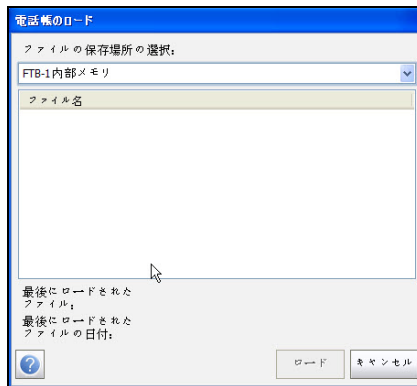 電話帳のロード
ファイルの保存場所の選択:
FTB-1内部メモリ
ファイル名
最後にロードされた
ファイル:
最後にロードされた
ファイルの日付:
?
ロード
キャンセル